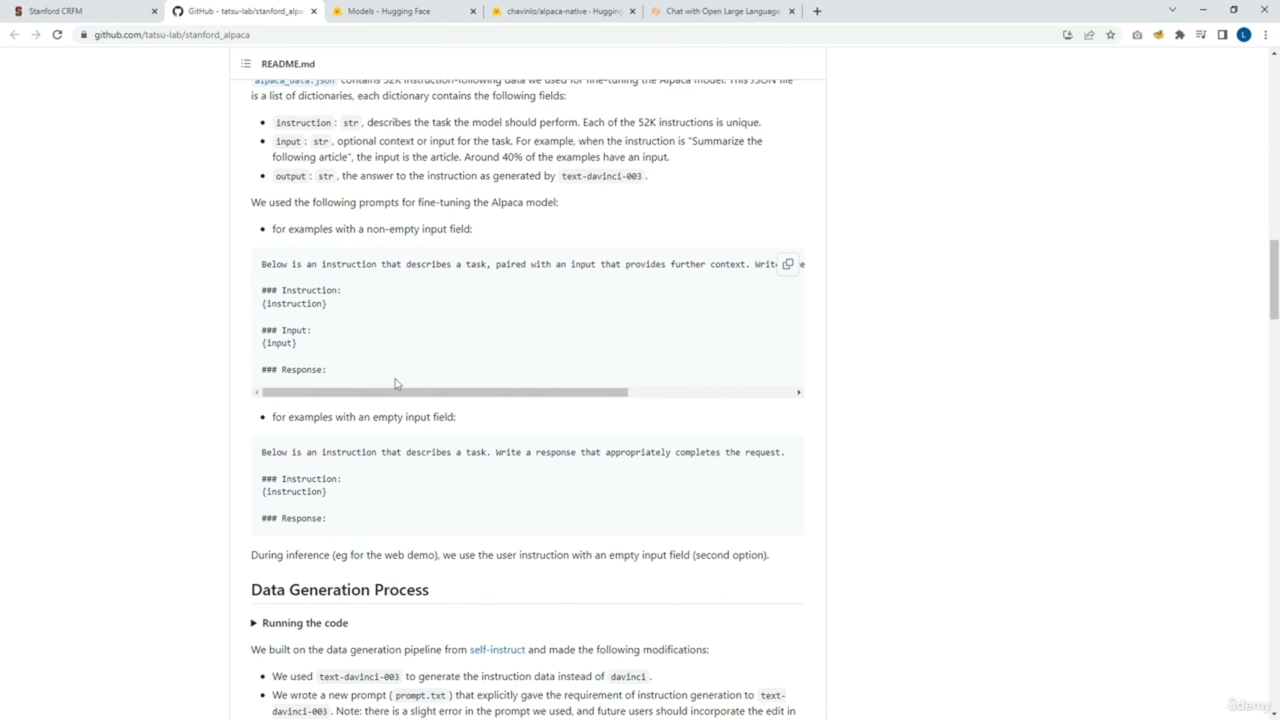 Stanford CRFM
GitHub - tatsu-lab/stanford_alpa
Models - Hugging Face
chavinlo/alpaca-native · Hugging
Chat with Open Large Language
github.com/tatsu-lab/stanford_alpaca
L
README.md
alpaca_data.json contains 52K instruction-following data we used for fine-tuning the Alpaca model. This JSON file
is a list of dictionaries, each dictionary contains the following fields:
• instruction: str, describes the task the model should perform. Each of the 52K instructions is unique.
• input: str, optional context or input for the task. For example, when the instruction is "Summarize the
following article", the input is the article. Around 40% of the examples have an input.
• output: str, the answer to the instruction as generated by text-davinci-003.
We used the following prompts for fine-tuning the Alpaca model:
• for examples with a non-empty input field:
Below is an instruction that describes a task, paired with an input that provides further context. Writ
### Instruction:
{instruction}
### Input:
{input}
### Response:
• for examples with an empty input field:
Below is an instruction that describes a task. Write a response that appropriately completes the request.
### Instruction:
{instruction}
### Response:
During inference (eg for the web demo), we use the user instruction with an empty input field (second option).
Data Generation Process
Running the code
We built on the data generation pipeline from self-instruct and made the following modifications:
• We used text-davinci-003 to generate the instruction data instead of davinci.
• We wrote a new prompt (prompt.txt) that explicitly gave the requirement of instruction generation to text-
davinci-003. Note: there is a slight error in the prompt we used, and future users should incorporate the edit in
ûdemy